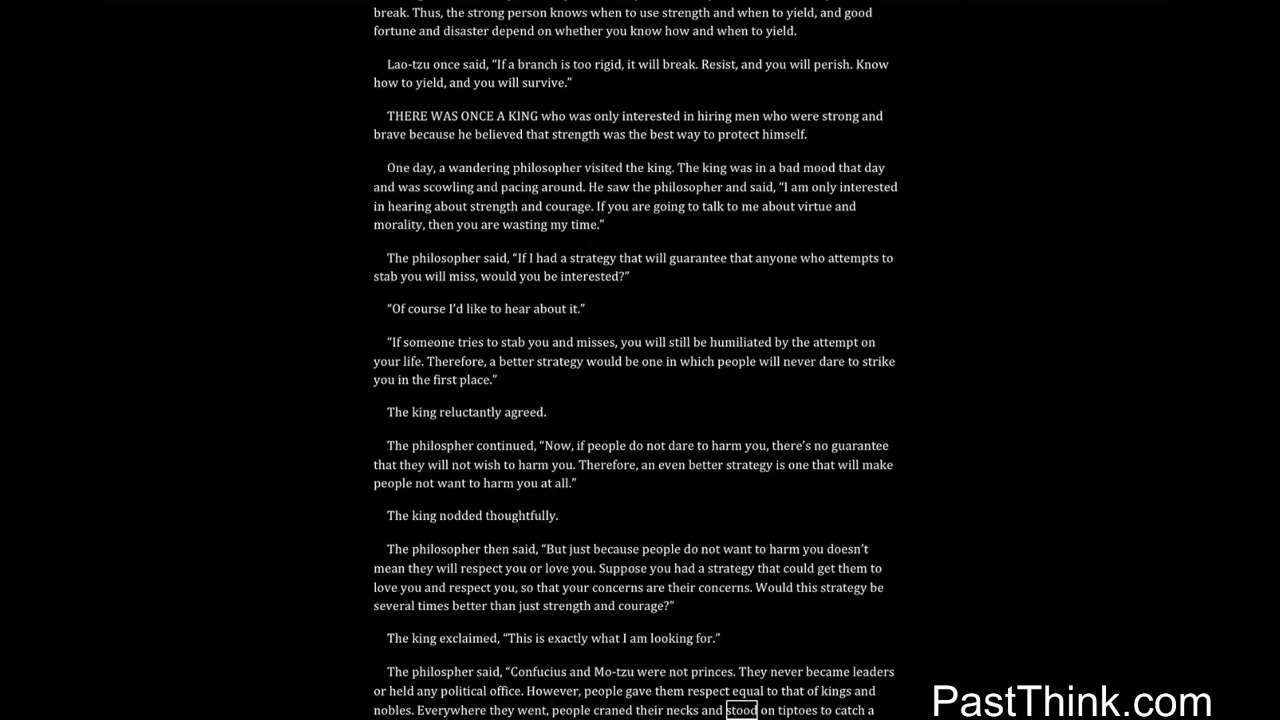 break. Thus, the strong person knows when to use strength and when to yield, and good
fortune and disaster depend on whether you know how and when to yield.
Lao-tzu once said, “If a branch is too rigid, it will break. Resist, and you will perish. Know
how to yield, and you will survive.”
THERE WAS ONCE A KING who was only interested in hiring men who were strong and
brave because he believed that strength was the best way to protect himself.
One day, a wandering philosopher visited the king. The king was in a bad mood that day
and was scowling and pacing around. He saw the philosopher and said, “I am only interested
in hearing about strength and courage. If you are going to talk to me about virtue and
morality, then you are wasting my time.”
The philosopher said, “If I had a strategy that will guarantee that anyone who attempts to
stab you will miss, would you be interested?”
“Of course I’d like to hear about it.”
“If someone tries to stab you and misses, you will still be humiliated by the attempt on
your life. Therefore, a better strategy would be one in which people will never dare to strike
you in the first place.”
The king reluctantly agreed.
The philospher continued, “Now, if people do not dare to harm you, there’s no guarantee
that they will not wish to harm you. Therefore, an even better strategy is one that will make
people not want to harm you at all.”
The king nodded thoughtfully.
The philosopher then said, “But just because people do not want to harm you doesn’t
mean they will respect you or love you. Suppose you had a strategy that could get them to
love you and respect you, so that your concerns are their concerns. Would this strategy be
several times better than just strength and courage?”
The king exclaimed, “This is exactly what I am looking for.”
The philospher said, “Confucius and Mo-tzu were not princes. They never became leaders
or held any political office. However, people gave them respect equal to that of kings and
nobles. Everywhere they went, people craned their necks and stood on tiptoes to catch a
PastThink.com